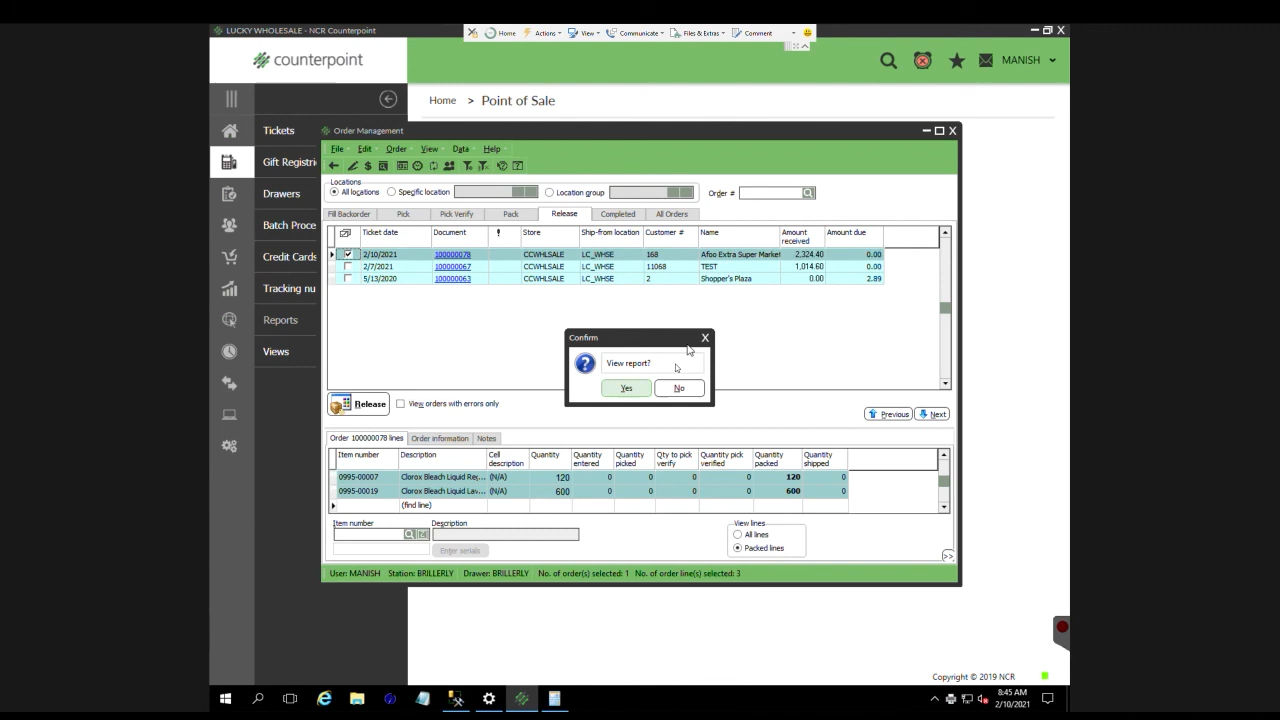 LUCKY WHOLESALE - NCR Counterpoint
Home Actions View Communicate Files & Extras Comment
counterpoint
MANISH
Home > Point of Sale
Tickets
Gift Registri
Drawers
Batch Proce
Credit Cards
Tracking nu
Reports
Views
Order Management
File Edit Order View Data Help
Locations
All locations Specific location Location group Order #
Fill Backorder Pick Pick Verify Pack Release Completed All Orders
Ticket date Document ! Store Ship-from location Customer # Name Amount received Amount due
2/10/2021 100000078 CCWHLSALE LC_WHSE 168 Afoo Extra Super Market 2,324.40 0.00
2/7/2021 100000067 CCWHLSALE LC_WHSE 11068 TEST 1,014.60 0.00
5/13/2020 100000063 CCWHLSALE LC_WHSE 2 Shopper's Plaza 0.00 2.89
Confirm X
View report?
Yes No
Release View orders with errors only Previous Next
Order 100000078 lines Order information Notes
Item number Description Cell description Quantity Quantity entered Quantity picked Qty to pick verify Quantity pick verified Quantity packed Quantity shipped
0995-00007 Clorox Bleach Liquid Reg... (N/A) 120 0 0 0 0 120 0
0995-00019 Clorox Bleach Liquid Lav... (N/A) 600 0 0 0 0 600 0
(find line)
Item number Description
Enter serials
View lines
All lines
Packed lines
>>
User: MANISH Station: BRILLERLY Drawer: BRILLERLY No. of order(s) selected: 1 No. of order line(s) selected: 3
Copyright © 2019 NCR
8:45 AM
2/10/2021